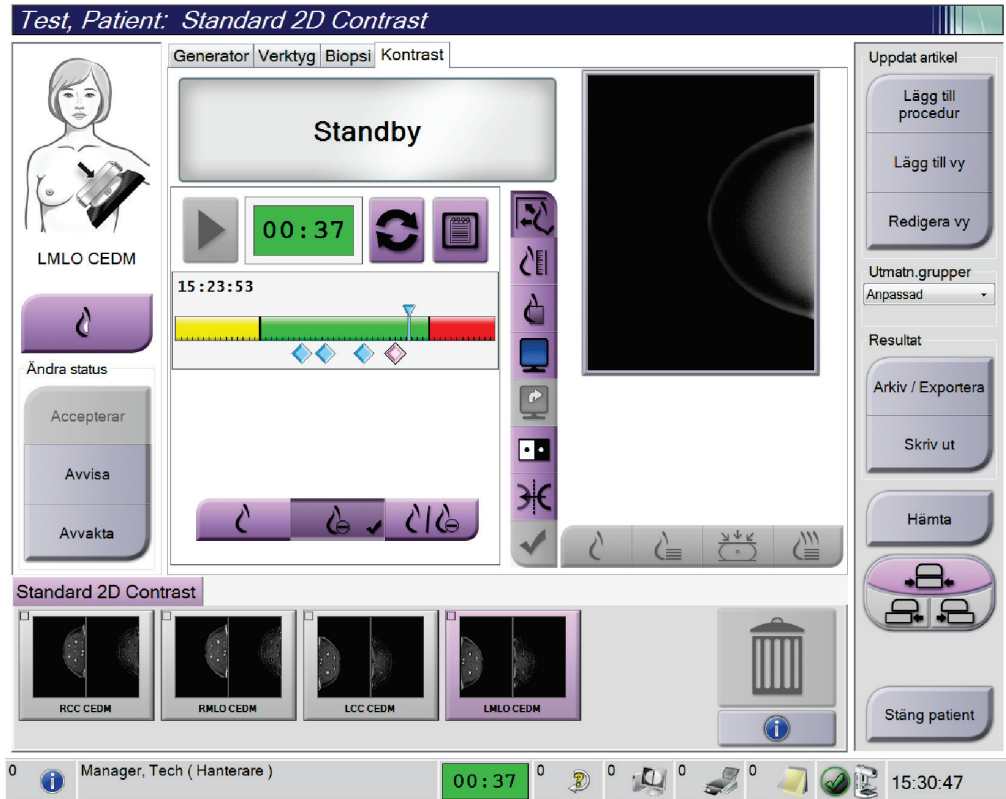 Test, Patient: Standard 2D Contrast
Generator Verktyg Biopsi Kontrast
Standby
00:37
15:23:53
LMLO CEDM
Ändra status
Accepterar
Avvisa
Avvakta
Uppdat artikel
Lägg till
procedur
Lägg till vy
Redigera vy
Utmatn.grupper
Anpassad
Resultat
Arkiv / Exportera
Skriv ut
Hämta
Stäng patient
Standard 2D Contrast
RCC CEDM
RMLO CEDM
LCC CEDM
LMLO CEDM
0 Manager, Tech ( Hanterare ) 00:37 0 0 0 0 15:30:47